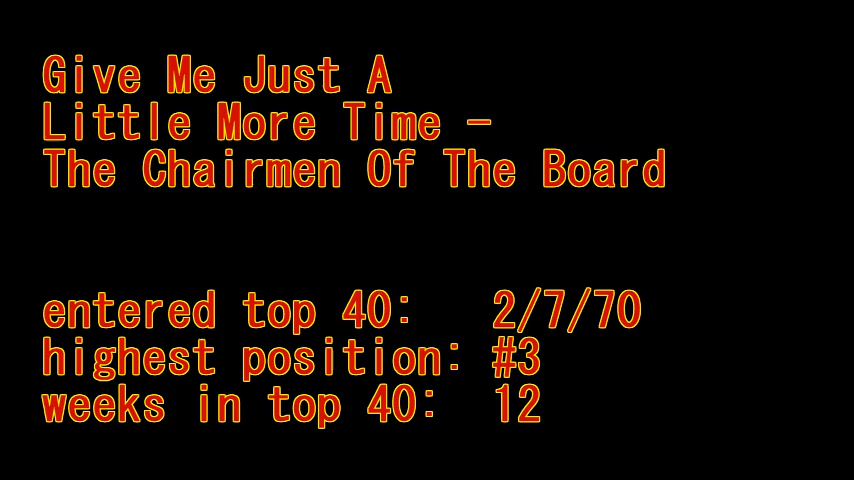 Give Me Just A
Little More Time –
The Chairmen Of The Board
entered top 40: 2/7/70
highest position: #3
weeks in top 40: 12